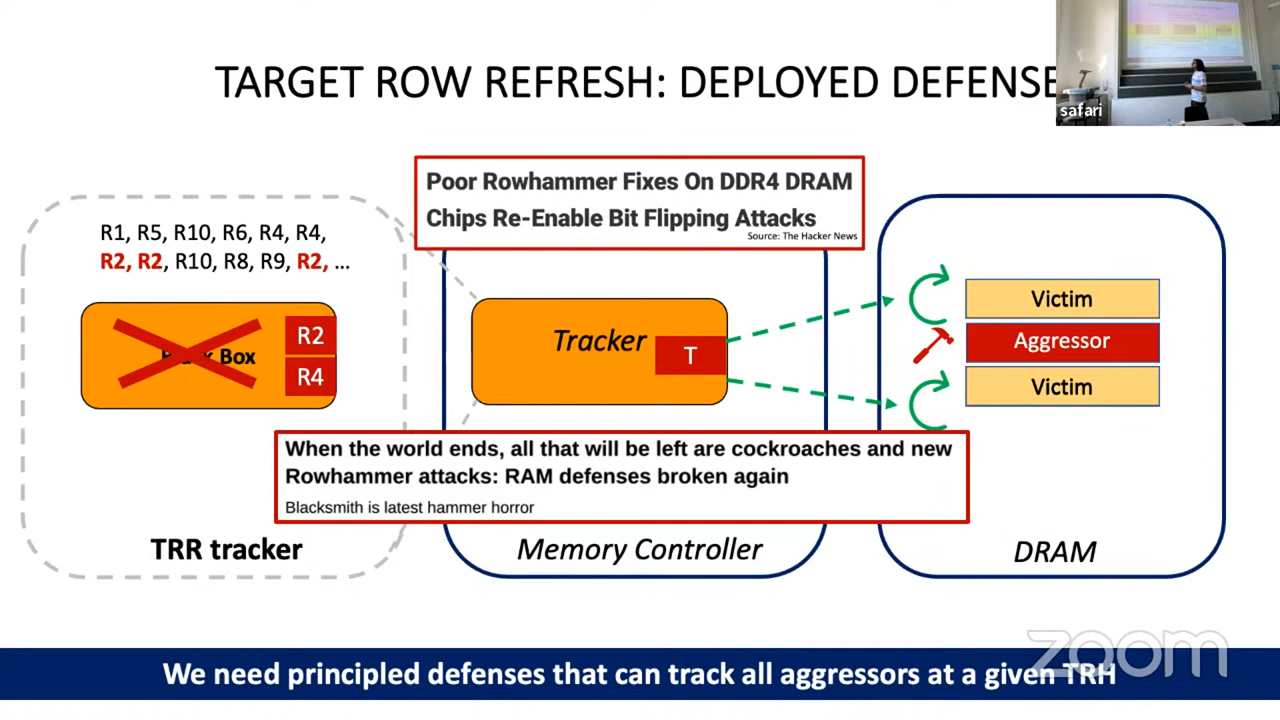 TARGET ROW REFRESH: DEPLOYED DEFENSE
safari
Poor Rowhammer Fixes On DDR4 DRAM
Chips Re-Enable Bit Flipping Attacks
Source: The Hacker News
R1, R5, R10, R6, R4, R4,
R2, R2, R10, R8, R9, R2, ...
Box
R2
R4
TRR tracker
Tracker
T
Memory Controller
Victim
Aggressor
Victim
DRAM
When the world ends, all that will be left are cockroaches and new
Rowhammer attacks: RAM defenses broken again
Blacksmith is latest hammer horror
We need principled defenses that can track all aggressors at a given TRH
zoom